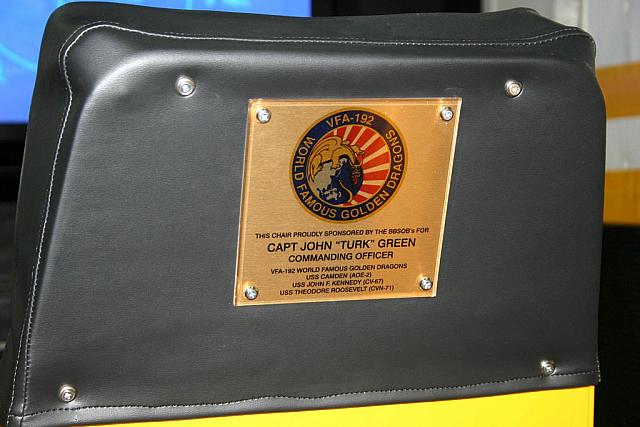 VFA-192
WORLD FAMOUS GOLDEN DRAGONS
THIS CHAIR PROUDLY SPONSORED BY THE BBSOB's FOR
CAPT JOHN "TURK" GREEN
COMMANDING OFFICER
VFA-192 WORLD FAMOUS GOLDEN DRAGONS
USS CAMDEN (AOE-2)
USS JOHN F. KENNEDY (CV-67)
USS THEODORE ROOSEVELT (CVN-71)